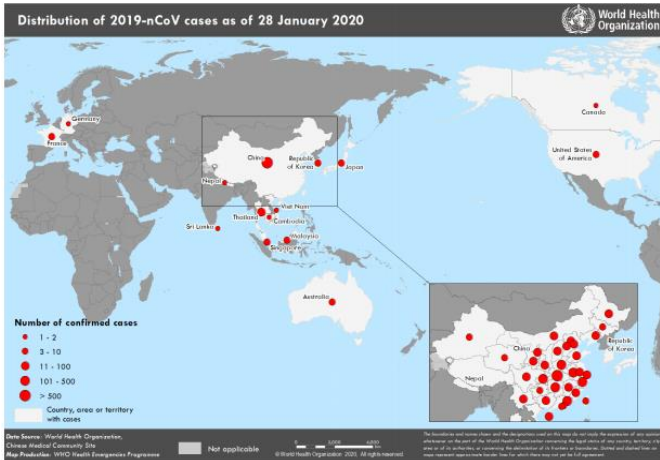 Distribution of 2019-nCoV cases as of 28 January 2020
World Health
Organization
Germany
France
Canada
United States
of America
China
Republic
of Korea
Japan
Nepal
Viet Nam
Thailand
Cambodia
Sri Lanka
Malaysia
Singapore
Australia
Number of confirmed cases
1 - 2
3 - 10
11 - 100
101 - 500
> 500
Country, area or territory
with cases
China
Republic
of Korea
Nepal
Data Source: World Health Organization,
Chinese Medical Community Site
Map Production: WHO Health Emergencies Programme
Not applicable
© World Health Organization 2020. All rights reserved.